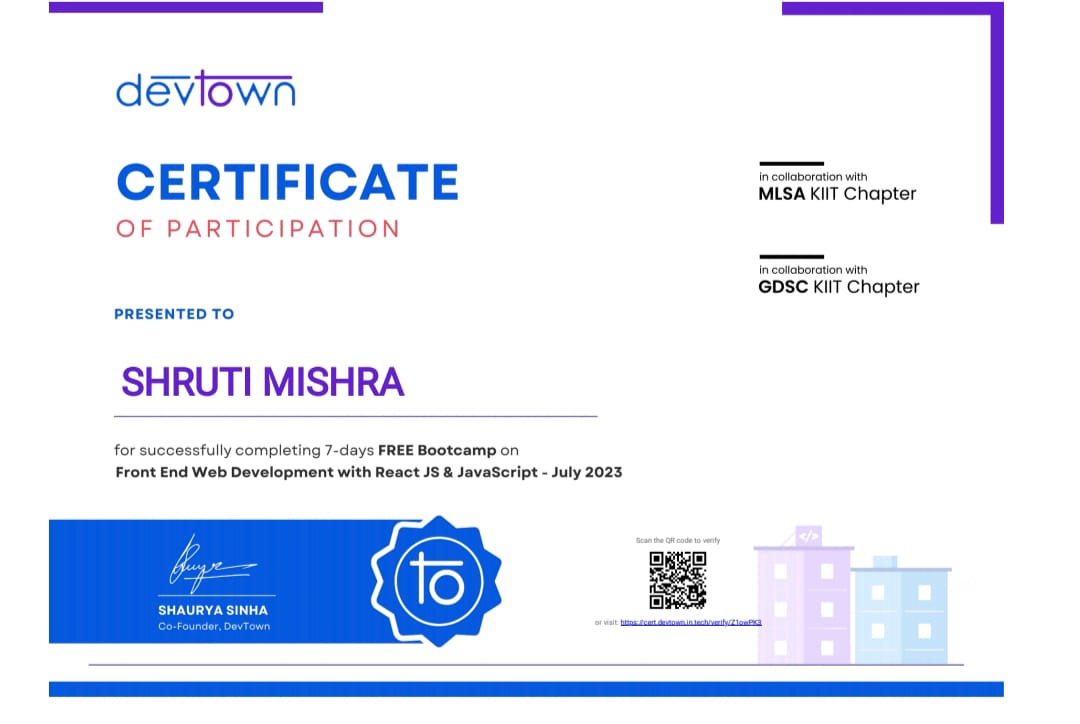 devtown
CERTIFICATE
OF PARTICIPATION
in collaboration with
MLSA KIIT Chapter
in collaboration with
GDSC KIIT Chapter
PRESENTED TO
SHRUTI MISHRA
for successfully completing 7-days FREE Bootcamp on
Front End Web Development with React JS & JavaScript - July 2023
SHAURYA SINHA
Co-Founder, DevTown
to
Scan the QR code to verify
or visit: https://cert.devtown.in.tech/verify/Z1owPK3
</>